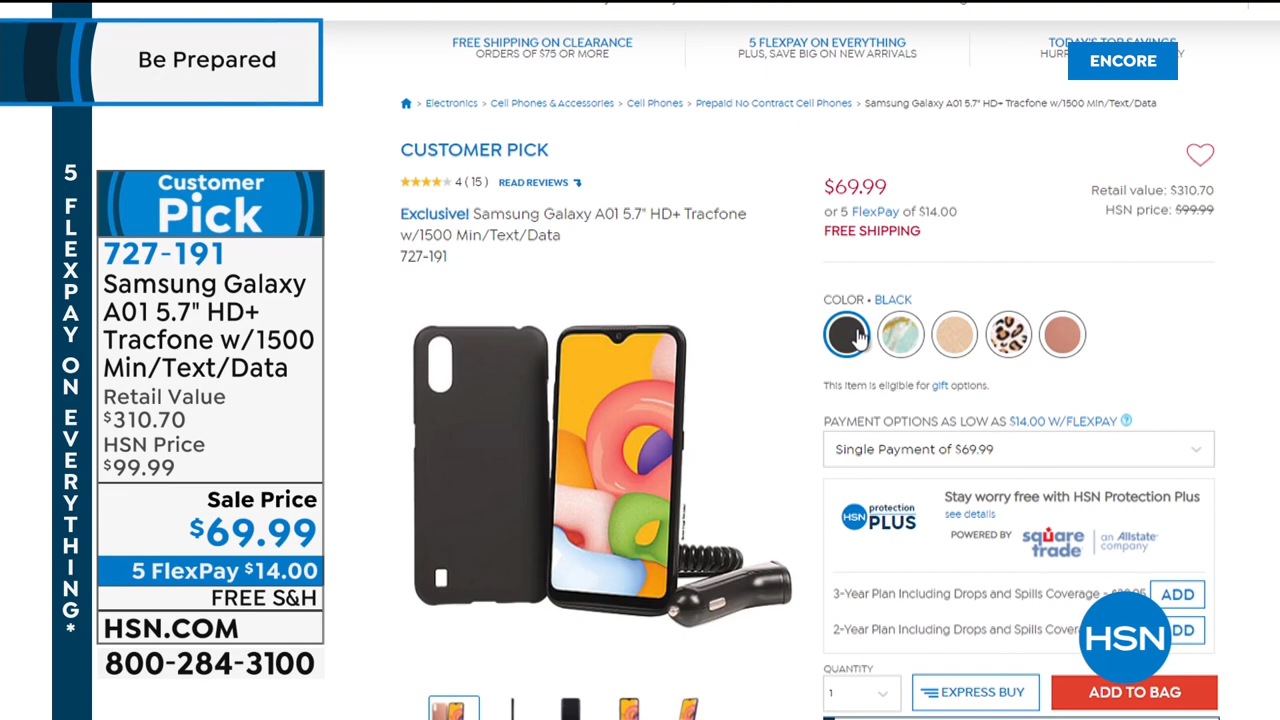 Be Prepared
5 FLEXPAY ON EVERYTHING*
Customer
Pick
727-191
Samsung Galaxy
A01 5.7" HD+
Tracfone w/1500
Min/Text/Data
Retail Value
$310.70
HSN Price
$99.99
Sale Price
$69.99
5 FlexPay $14.00
FREE S&H
HSN.COM
800-284-3100
FREE SHIPPING ON CLEARANCE
ORDERS OF $75 OR MORE
5 FLEXPAY ON EVERYTHING
PLUS, SAVE BIG ON NEW ARRIVALS
TODAY'S TOP SAVINGS
ENCORE
> Electronics > Cell Phones & Accessories > Cell Phones > Prepaid No Contract Cell Phones > Samsung Galaxy A01 5.7" HD+ Tracfone w/1500 Min/Text/Data
CUSTOMER PICK
4 (15) READ REVIEWS
Exclusive! Samsung Galaxy A01 5.7" HD+ Tracfone
w/1500 Min/Text/Data
727-191
$69.99
or 5 FlexPay of $14.00
FREE SHIPPING
Retail value: $310.70
HSN price: $99.99
COLOR • BLACK
This item is eligible for gift options.
PAYMENT OPTIONS AS LOW AS $14.00 W/FLEXPAY ?
Single Payment of $69.99
HSN protection PLUS
Stay worry free with HSN Protection Plus
see details
POWERED BY square trade | an Allstate company
3-Year Plan Including Drops and Spills Coverage - ADD
2-Year Plan Including Drops and Spills
HSN
QUANTITY
1
EXPRESS BUY
ADD TO BAG